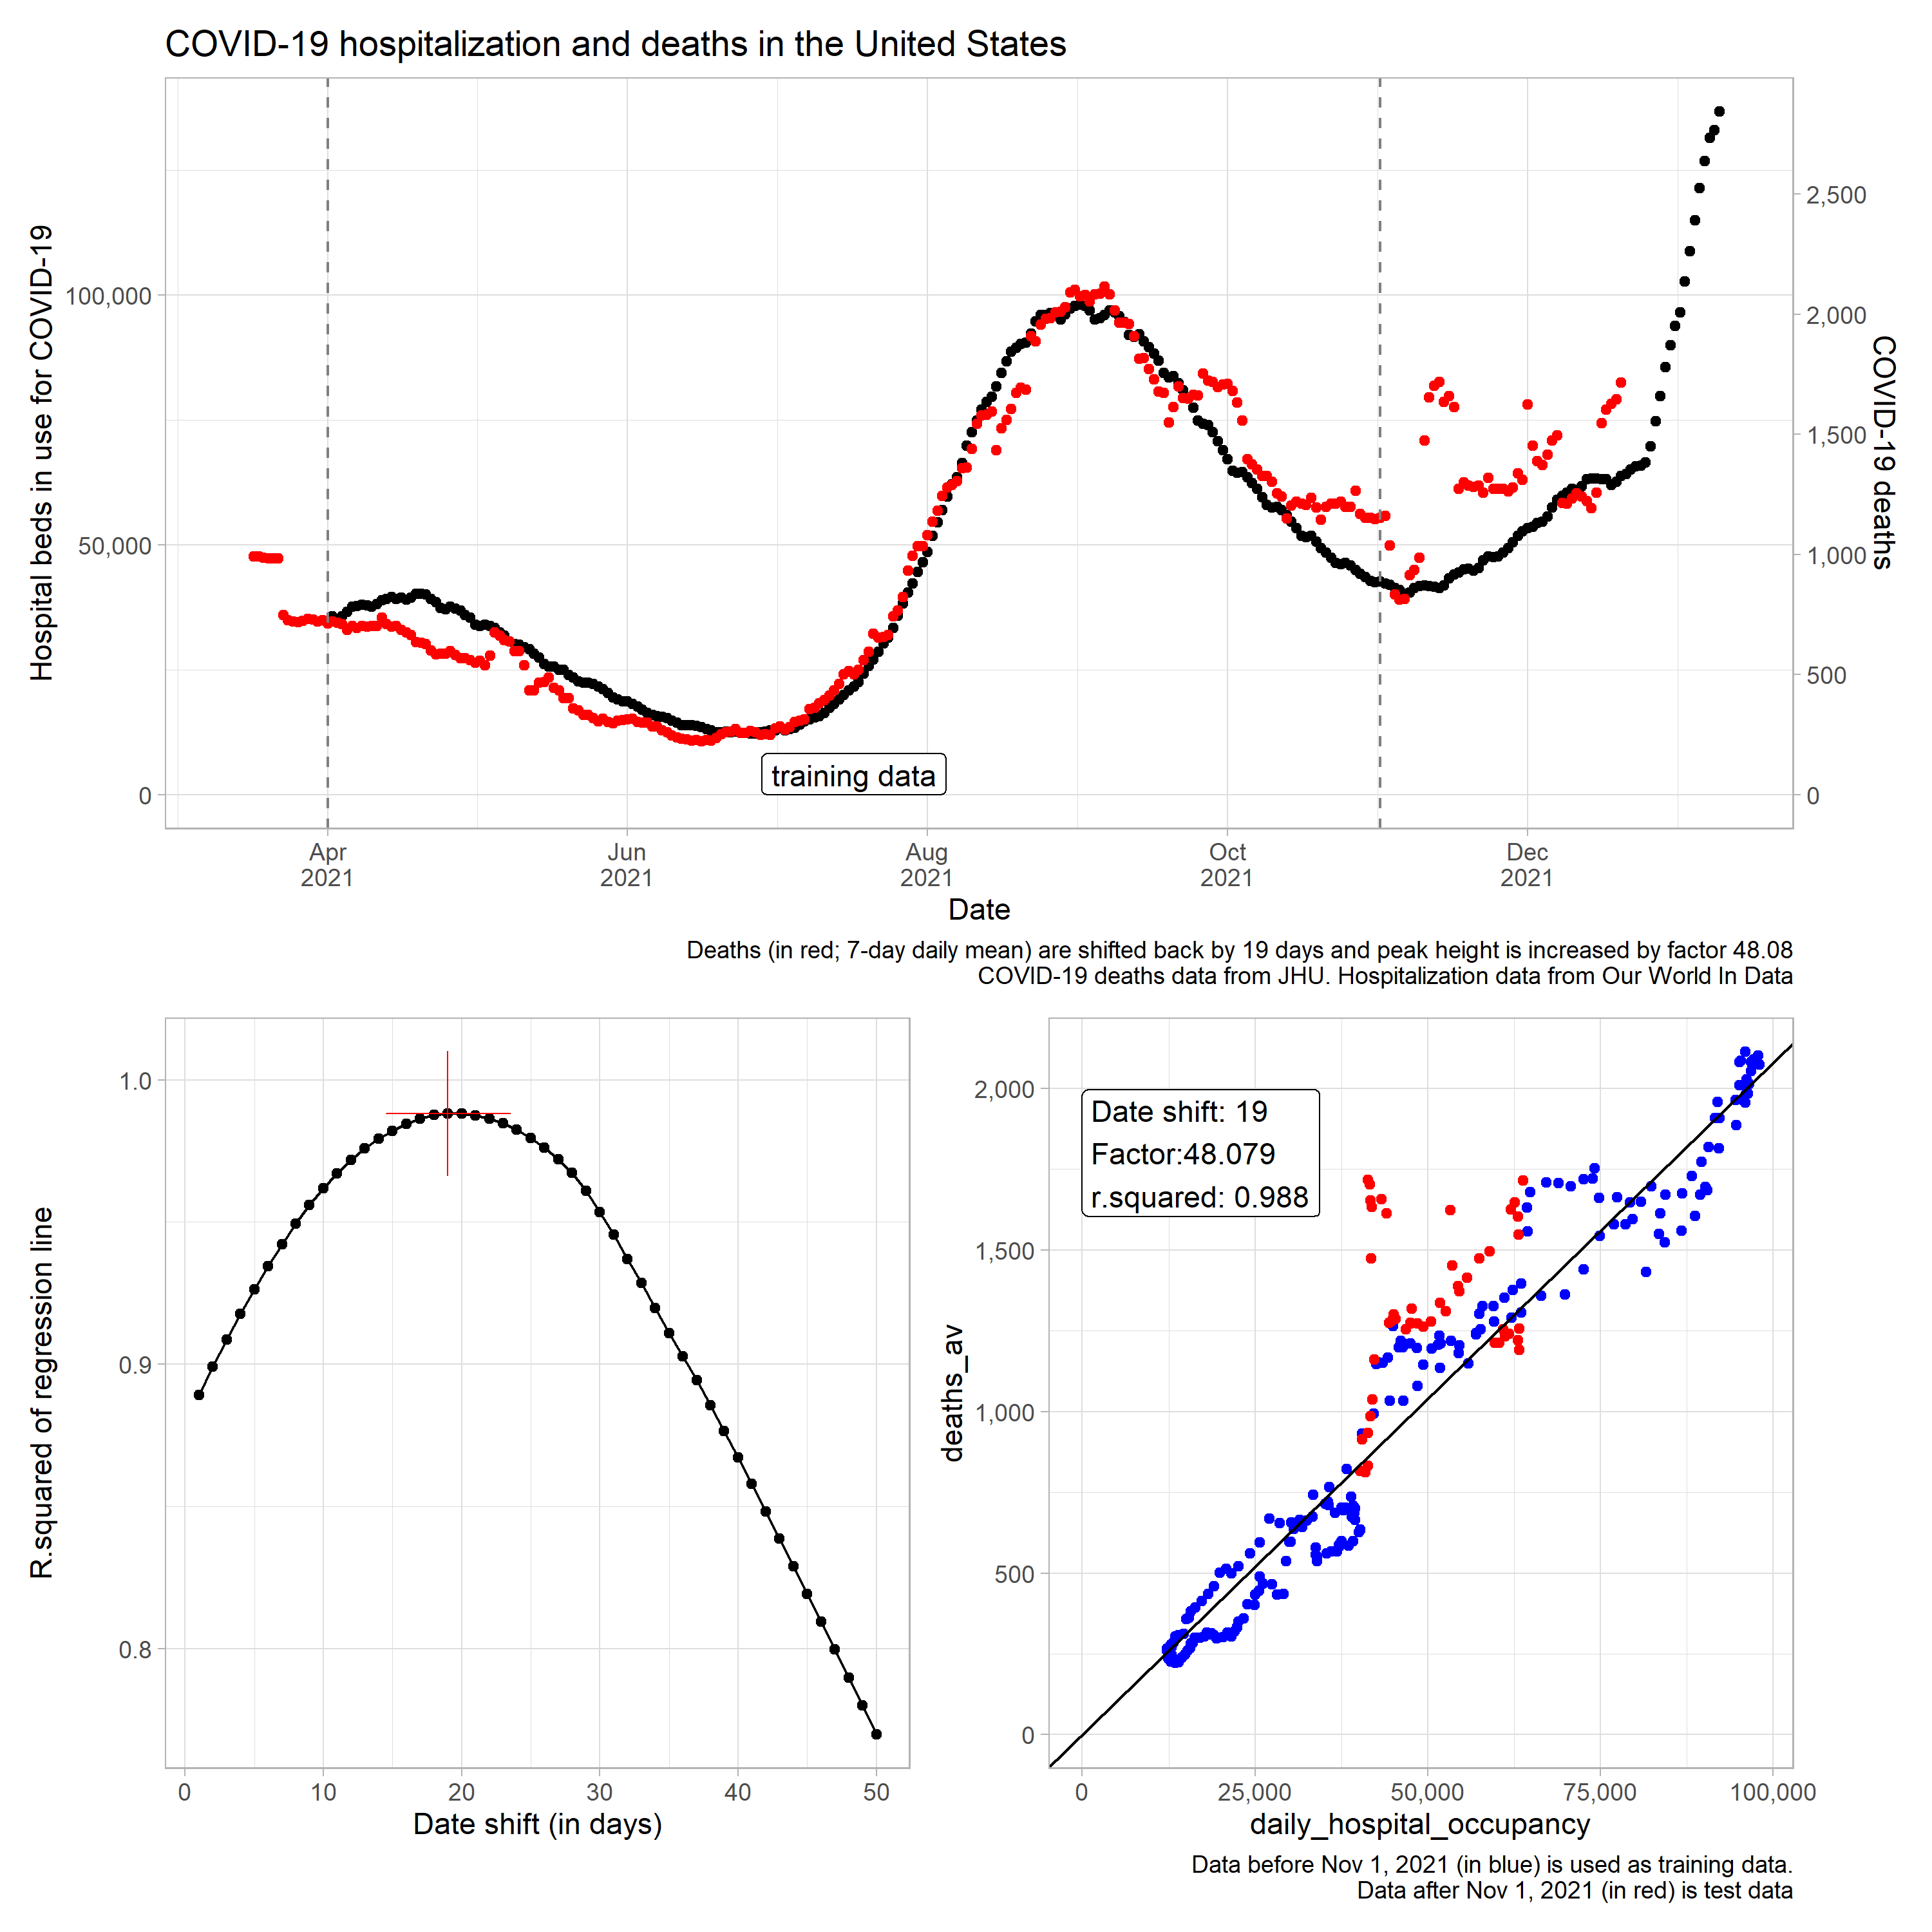 COVID-19 hospitalization and deaths in the United States
Hospital beds in use for COVID-19
100,000
50,000
0
2,500
2,000
1,500
1,000
500
0
COVID-19 deaths
training data
Apr
2021
Jun
2021
Aug
2021
Oct
2021
Dec
2021
Date
Deaths (in red; 7-day daily mean) are shifted back by 19 days and peak height is increased by factor 48.08
COVID-19 deaths data from JHU. Hospitalization data from Our World In Data
R.squared of regression line
1.0
0.9
0.8
0
10
20
30
40
50
Date shift (in days)
deaths_av
2,000
1,500
1,000
500
0
Date shift: 19
Factor:48.079
r.squared: 0.988
0
25,000
50,000
75,000
100,000
daily_hospital_occupancy
Data before Nov 1, 2021 (in blue) is used as training data.
Data after Nov 1, 2021 (in red) is test data